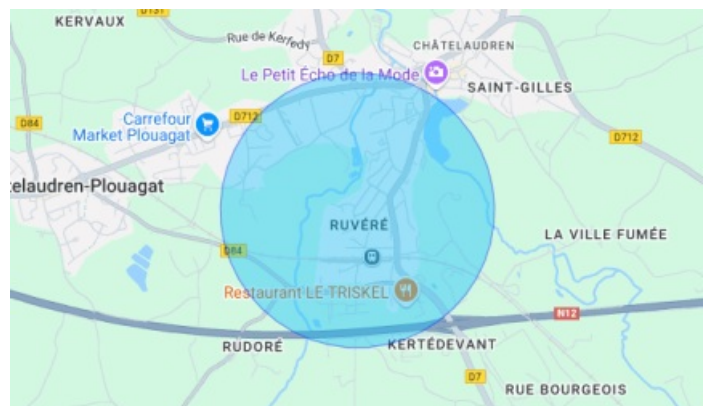 D131
KERVAUX
Rue de Kerfedy
D7
CHÂTELAUDREN
Le Petit Écho de la Mode
SAINT-GILLES
Carrefour
Market Plouagat
D712
D84
D712
telaudren-Plouagat
RUVÉRÉ
LA VILLE FUMÉE
D84
Restaurant LE TRISKEL
N12
RUDORÉ
KERTÉDEVANT
D7
RUE BOURGEOIS